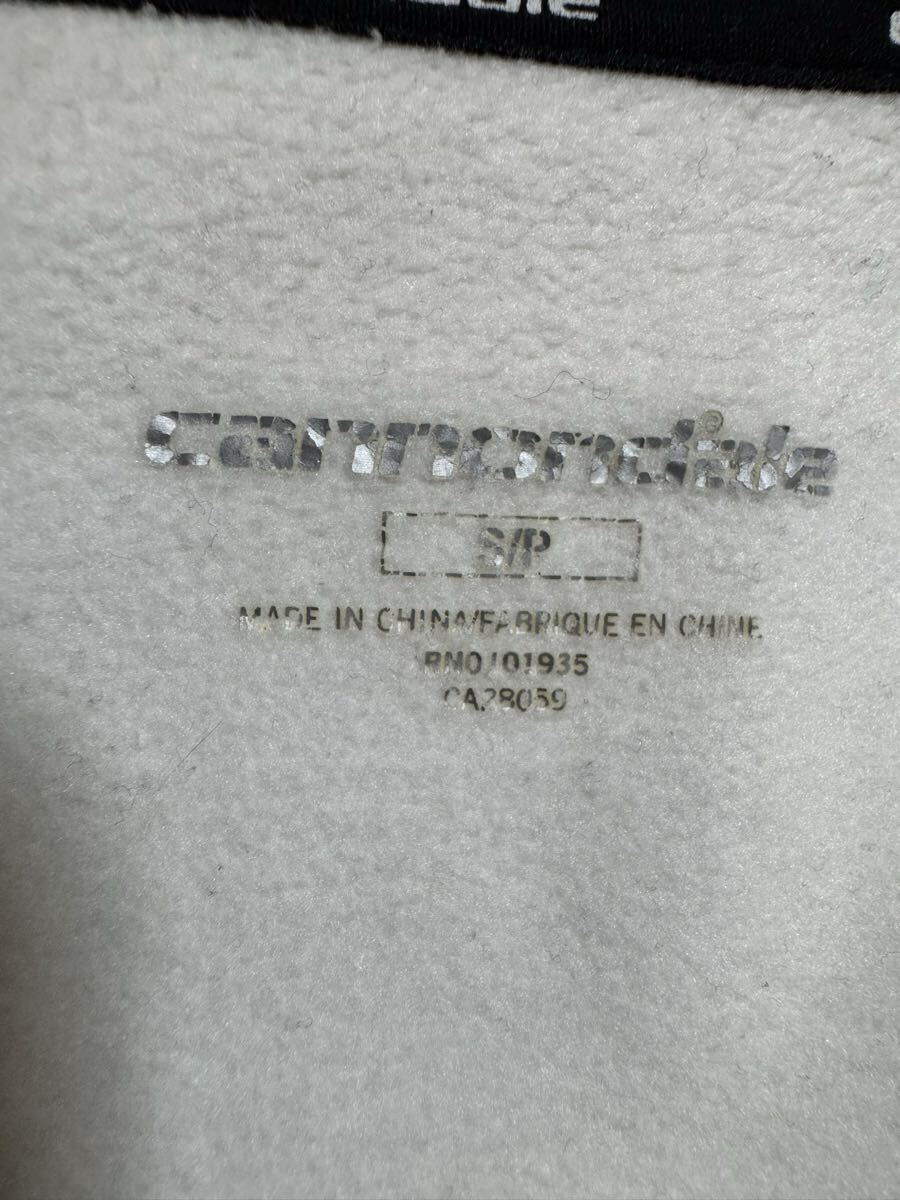 cannondale
S/P
MADE IN CHINA/FABRIQUE EN CHINE
RN0101935
CA28059